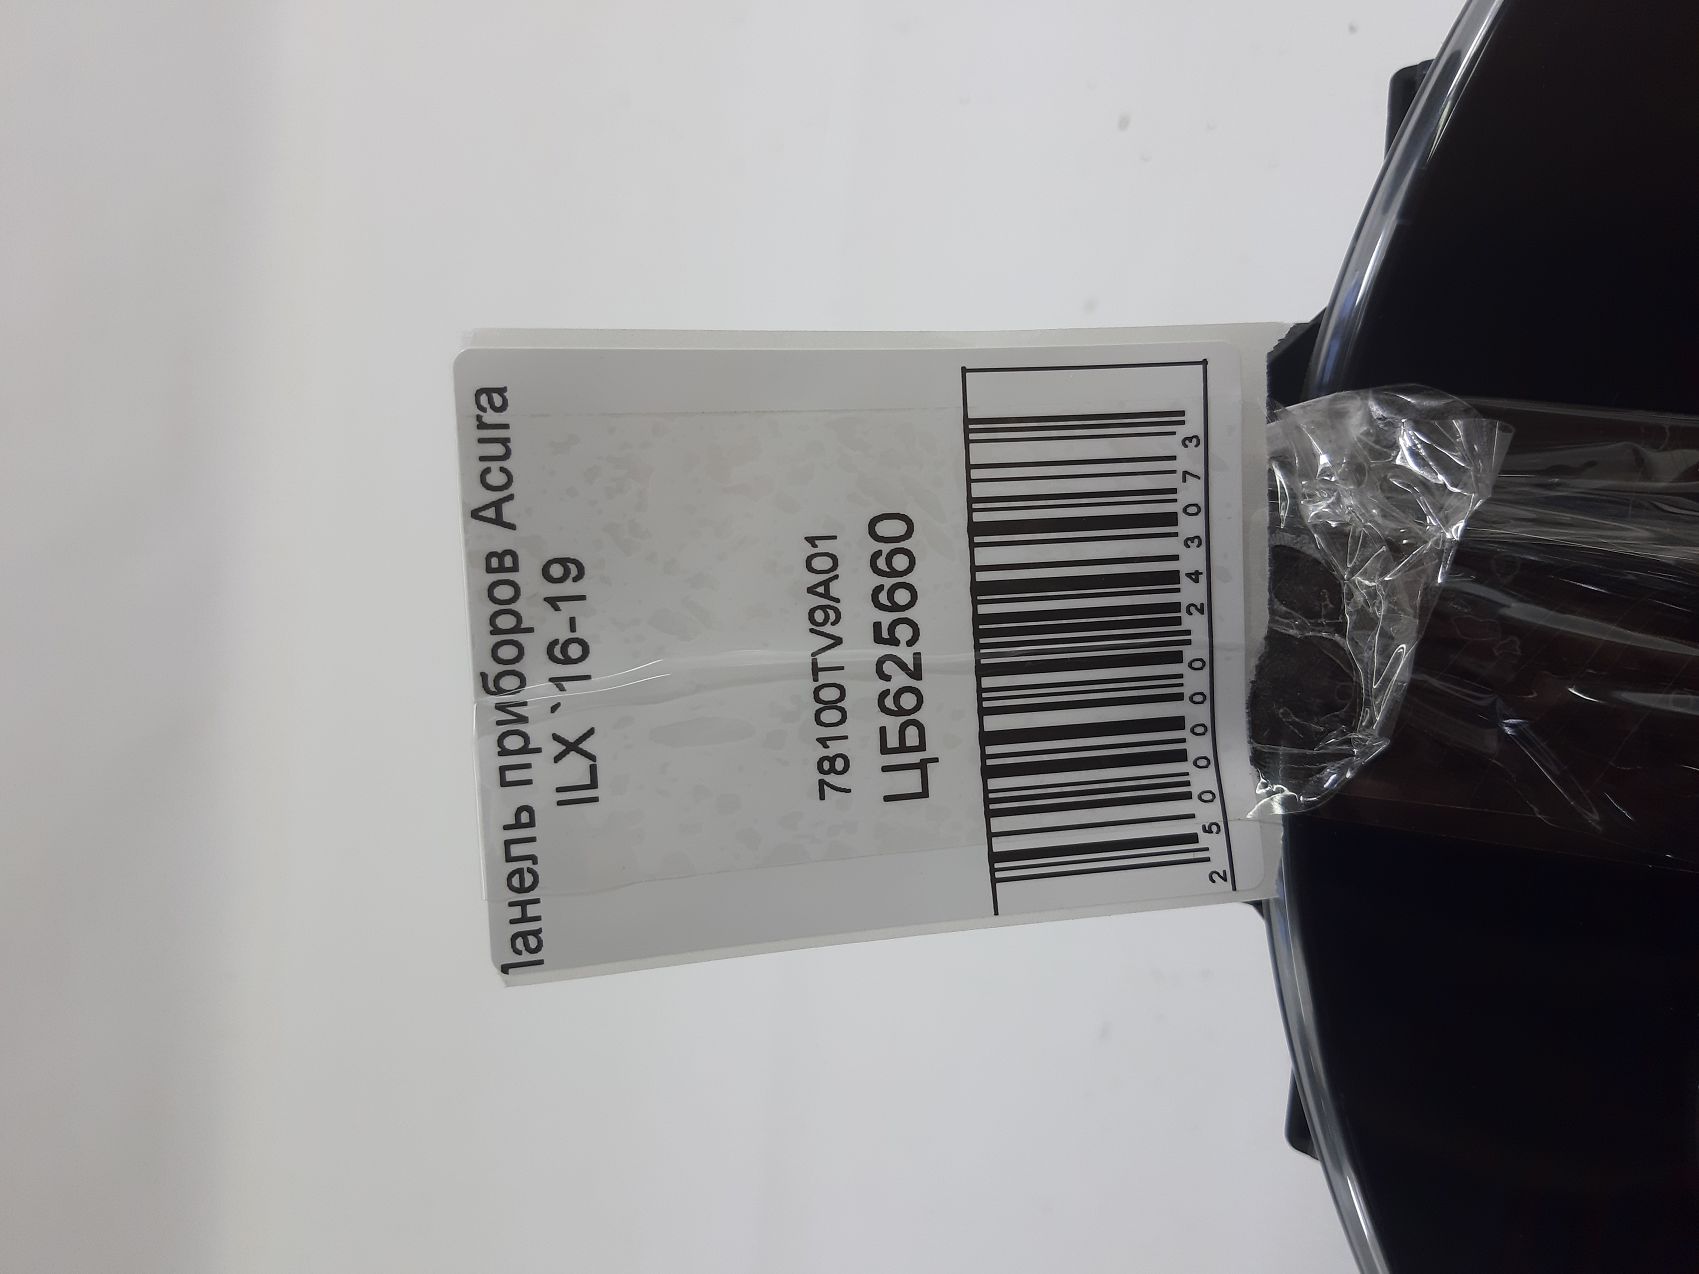 Панель приборов Acura
ILX `16-19
78100TV9A01
ЦБ625660
2500000243073